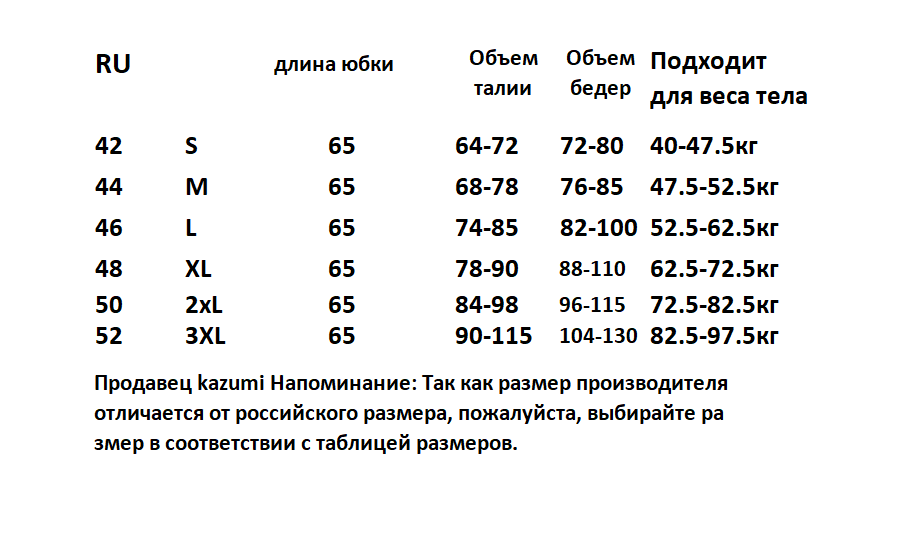 RU длина юбки Объем талии Объем бедер Подходит для веса тела
42 S 65 64-72 72-80 40-47.5кг
44 M 65 68-78 76-85 47.5-52.5кг
46 L 65 74-85 82-100 52.5-62.5кг
48 XL 65 78-90 88-110 62.5-72.5кг
50 2xL 65 84-98 96-115 72.5-82.5кг
52 3XL 65 90-115 104-130 82.5-97.5кг
Продавец kazumi Напоминание: Так как размер производителя
отличается от российского размера, пожалуйста, выбирайте ра
змер в соответствии с таблицей размеров.